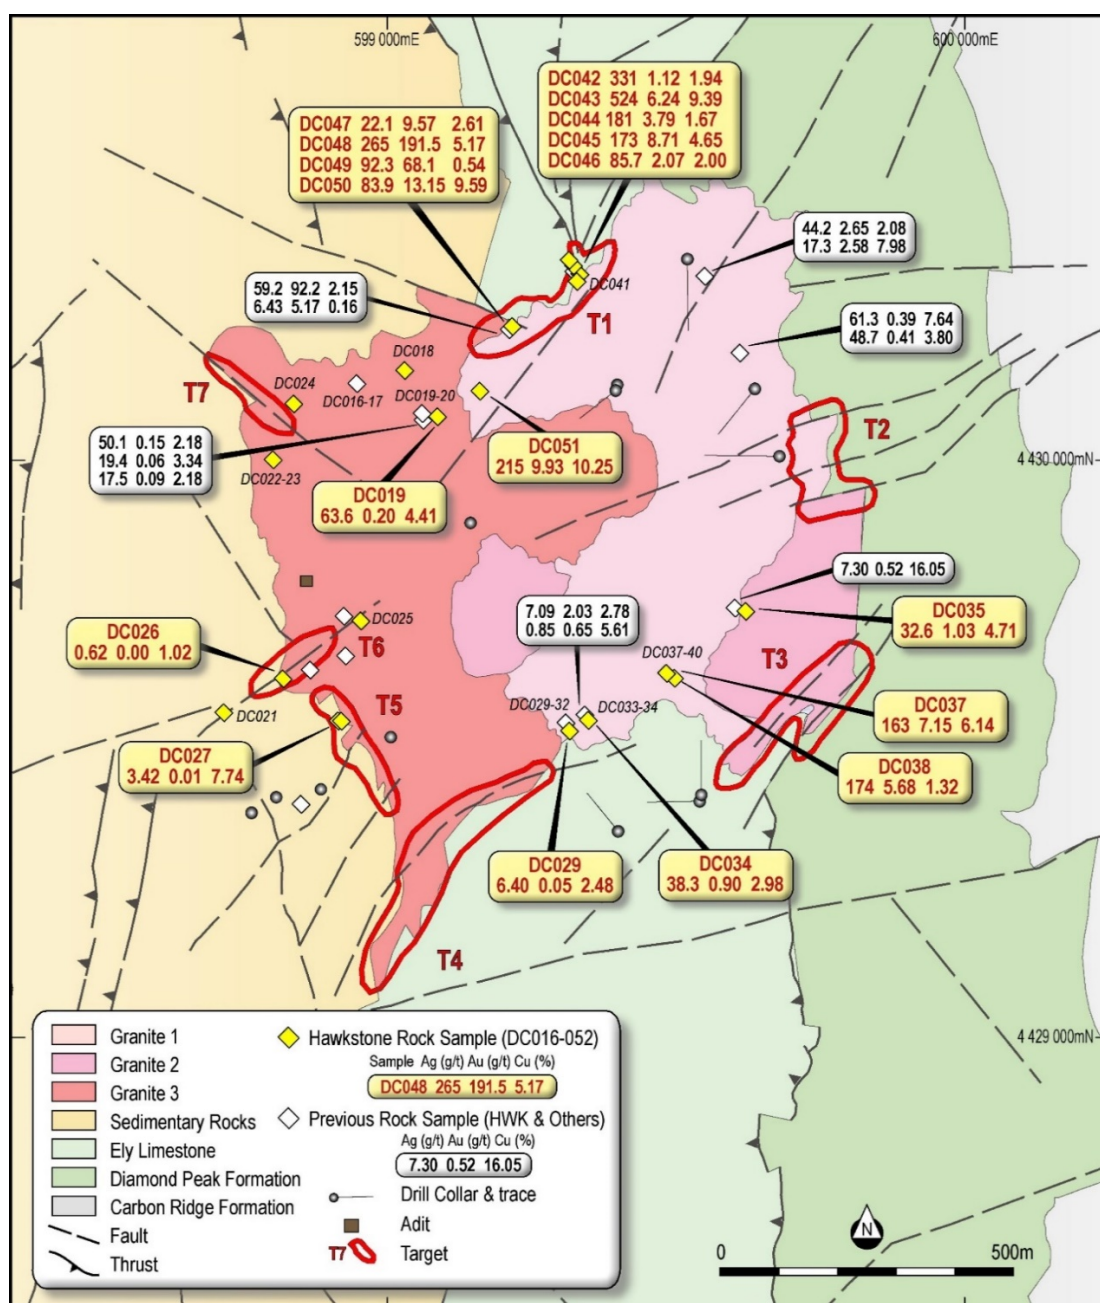 599 000mE
600 000mE
DC042 331 1.12 1.94
DC043 524 6.24 9.39
DC044 181 3.79 1.67
DC045 173 8.71 4.65
DC046 85.7 2.07 2.00
DC047 22.1 9.57 2.61
DC048 265 191.5 5.17
DC049 92.3 68.1 0.54
DC050 83.9 13.15 9.59
44.2 2.65 2.08
17.3 2.58 7.98
59.2 92.2 2.15
6.43 5.17 0.16
DC041
T1
61.3 0.39 7.64
48.7 0.41 3.80
DC018
T7
DC024
DC016-17
DC019-20
T2
50.1 0.15 2.18
19.4 0.06 3.34
17.5 0.09 2.18
DC051
215 9.93 10.25
DC022-23
4 430 000mN
DC019
63.6 0.20 4.41
7.30 0.52 16.05
DC025
7.09 2.03 2.78
0.85 0.65 5.61
DC035
32.6 1.03 4.71
DC026
0.62 0.00 1.02
T6
DC037-40
T3
DC021
T5
DC029-32
DC033-34
DC037
163 7.15 6.14
DC027
3.42 0.01 7.74
DC038
174 5.68 1.32
DC029
6.40 0.05 2.48
DC034
38.3 0.90 2.98
T4
4 429 000mN
Granite 1
Granite 2
Granite 3
Sedimentary Rocks
Ely Limestone
Diamond Peak Formation
Carbon Ridge Formation
Fault
Thrust
Hawkstone Rock Sample (DC016-052)
Sample Ag (g/t) Au (g/t) Cu (%)
DC048 265 191.5 5.17
Previous Rock Sample (HWK & Others)
Ag (g/t) Au (g/t) Cu (%)
7.30 0.52 16.05
Drill Collar & trace
Adit
T7 Target
N
0 500m